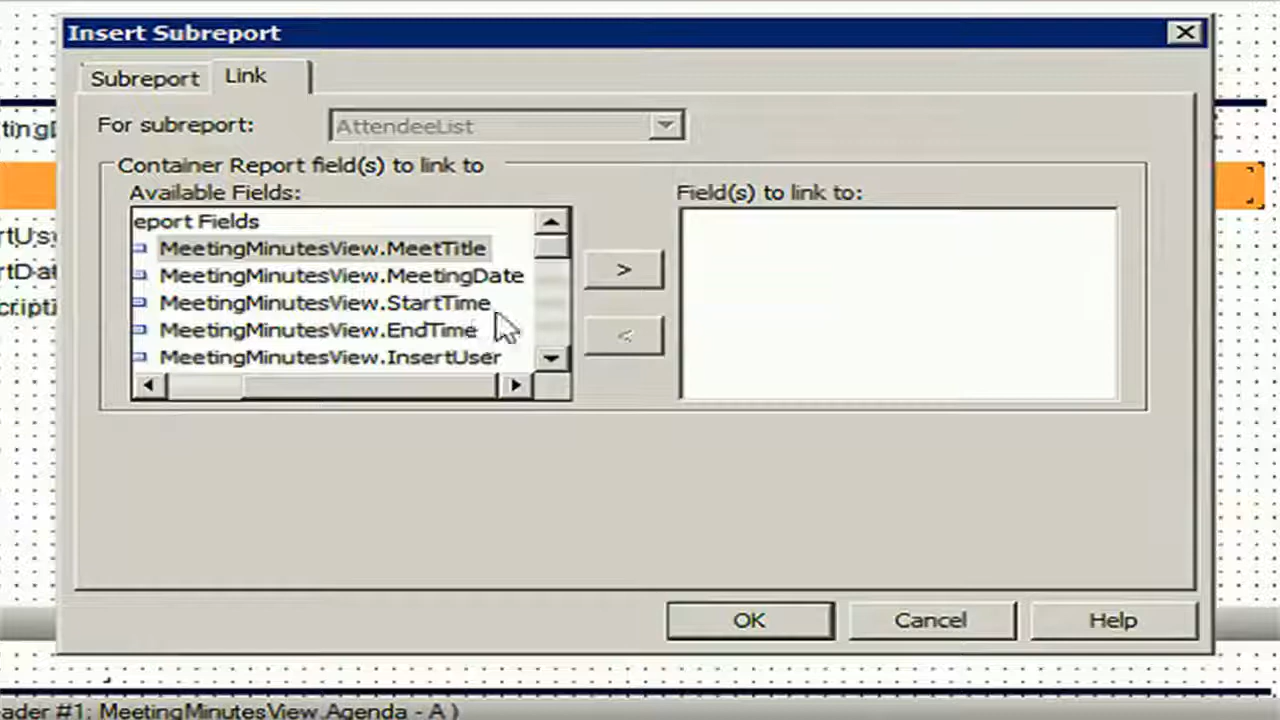 Insert Subreport
Subreport
Link
For subreport:
AttendeeList
Container Report field(s) to link to
Available Fields:
Field(s) to link to:
eport Fields
MeetingMinutesView.MeetTitle
>
MeetingMinutesView.MeetingDate
MeetingMinutesView.StartTime
MeetingMinutesView.EndTime
<
MeetingMinutesView.InsertUser
OK
Cancel
Help
eader #1: MeetingMinutesView.Agenda - A )